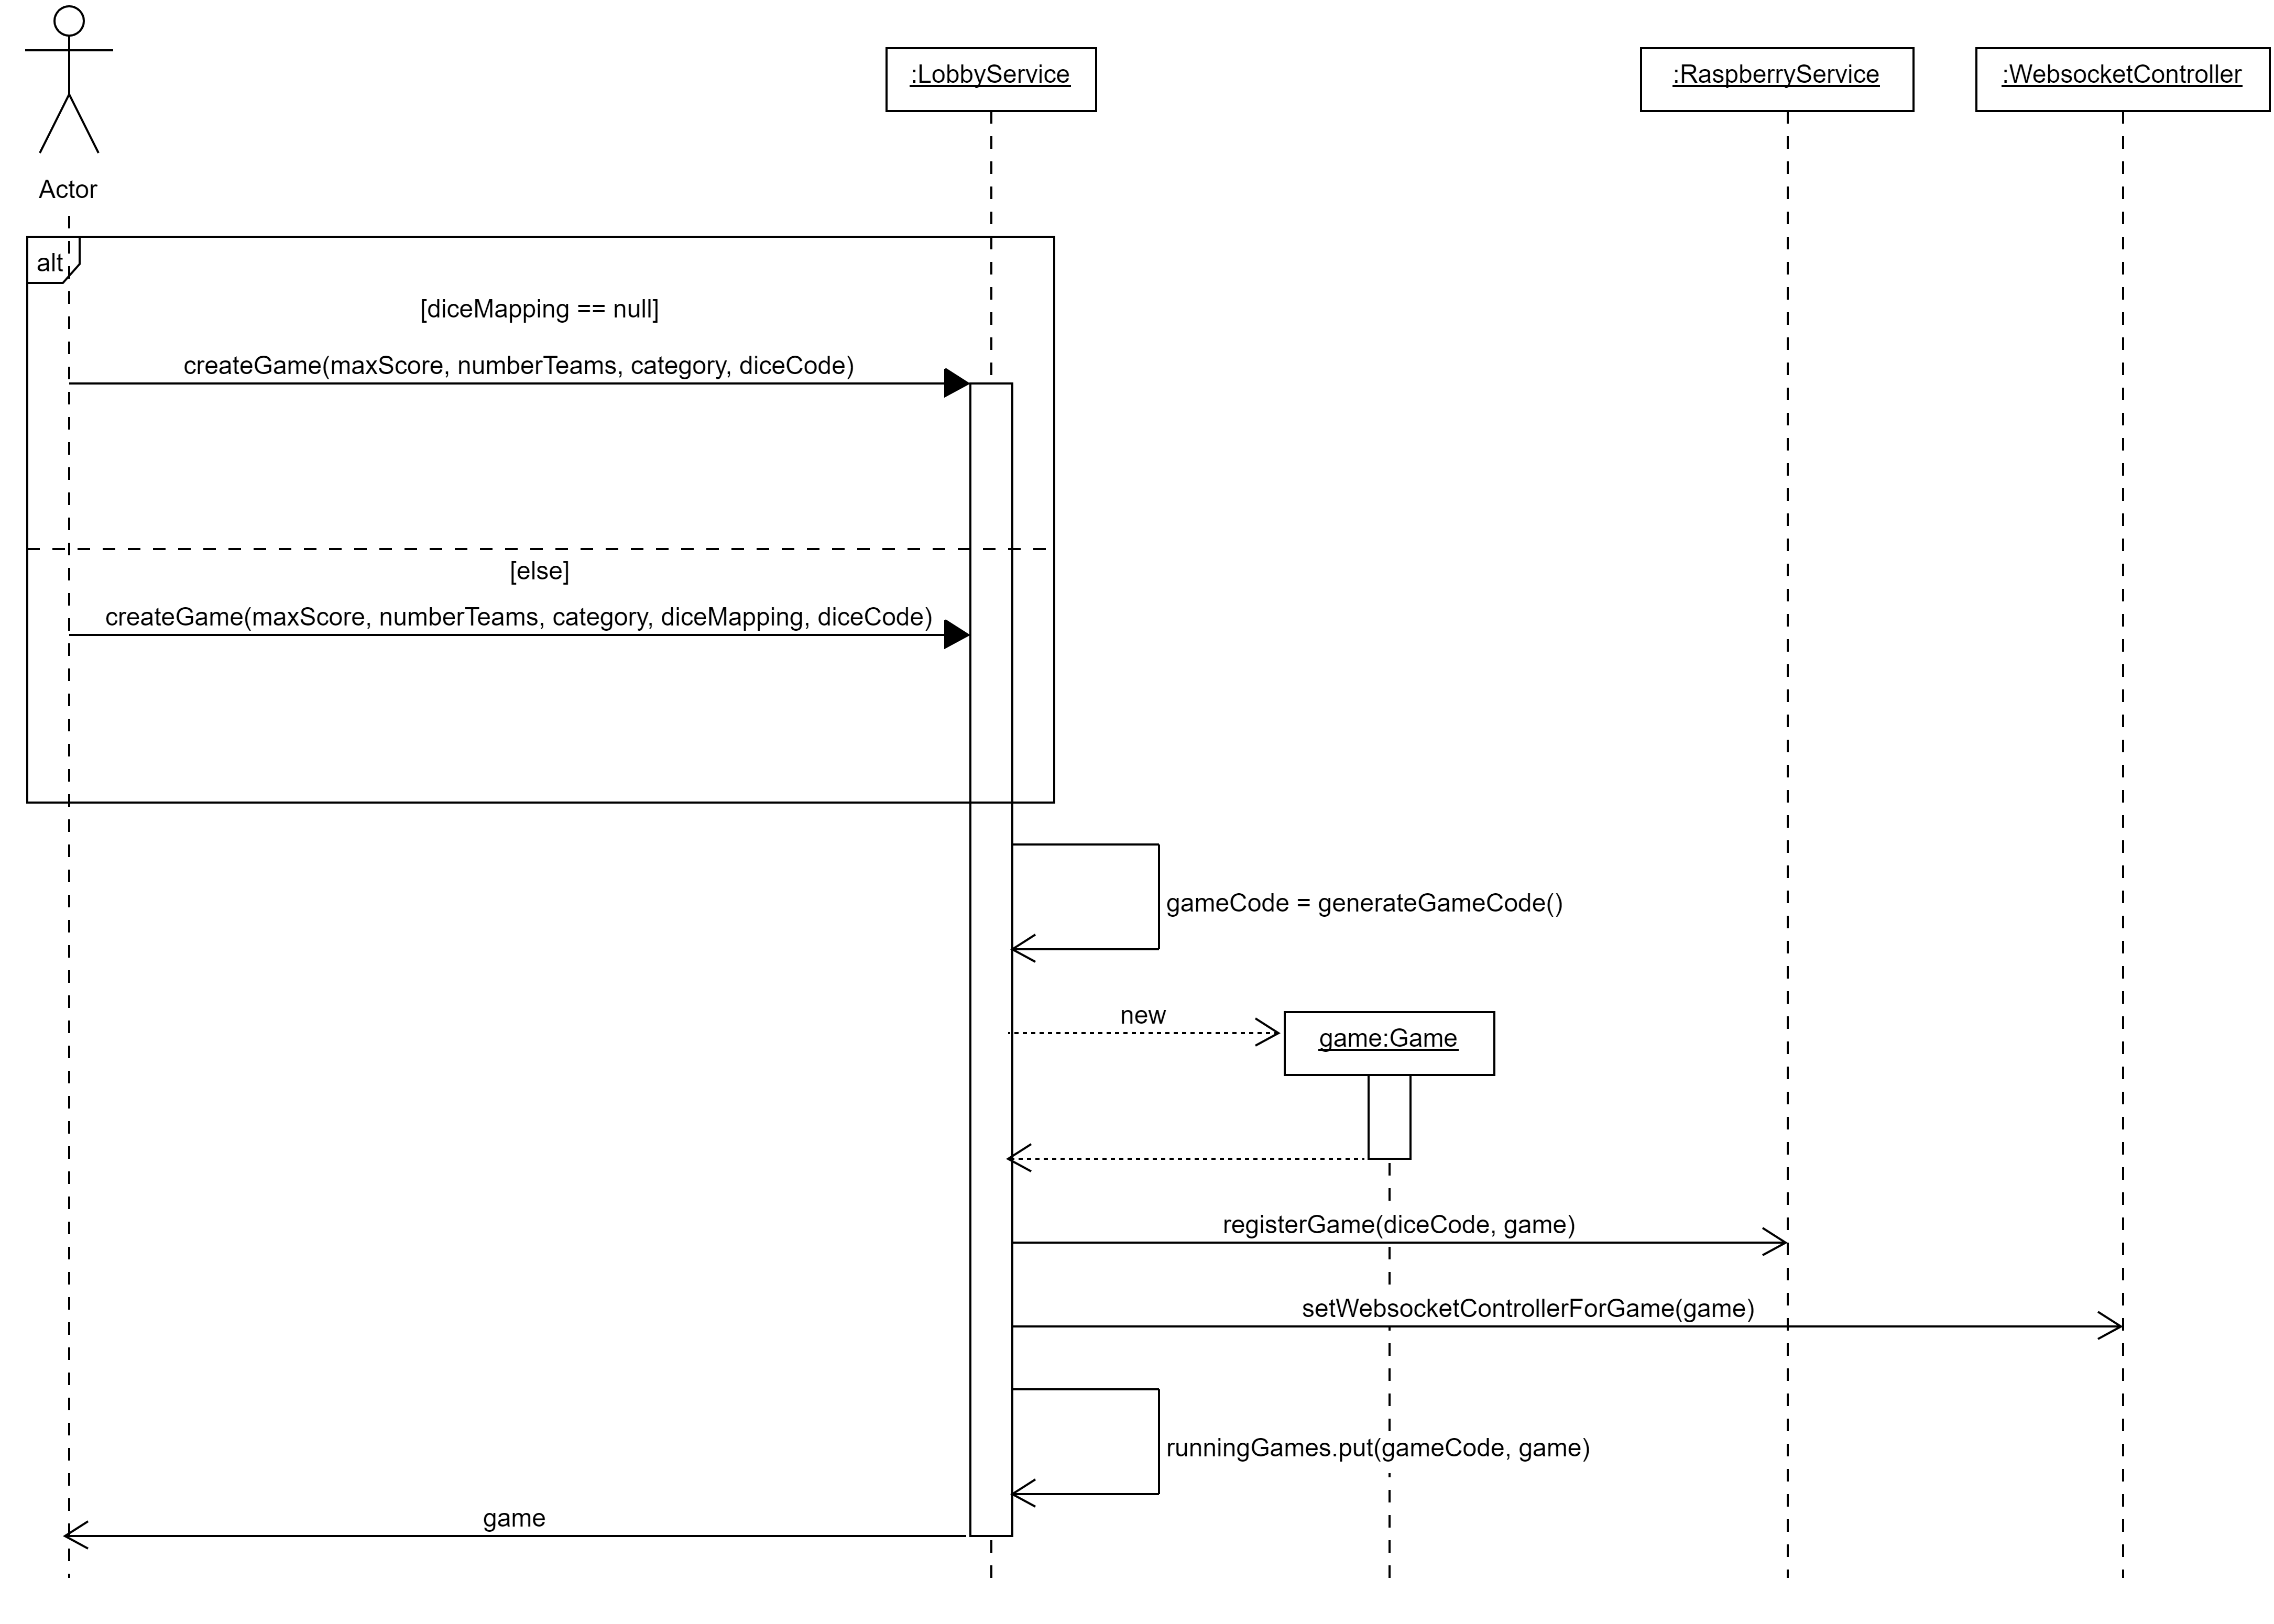 :LobbyService
:RaspberryService
:WebsocketController
Actor
alt
[diceMapping == null]
createGame(maxScore, numberTeams, category, diceCode)
[else]
createGame(maxScore, numberTeams, category, diceMapping, diceCode)
gameCode = generateGameCode()
new
game:Game
registerGame(diceCode, game)
setWebsocketControllerForGame(game)
runningGames.put(gameCode, game)
game